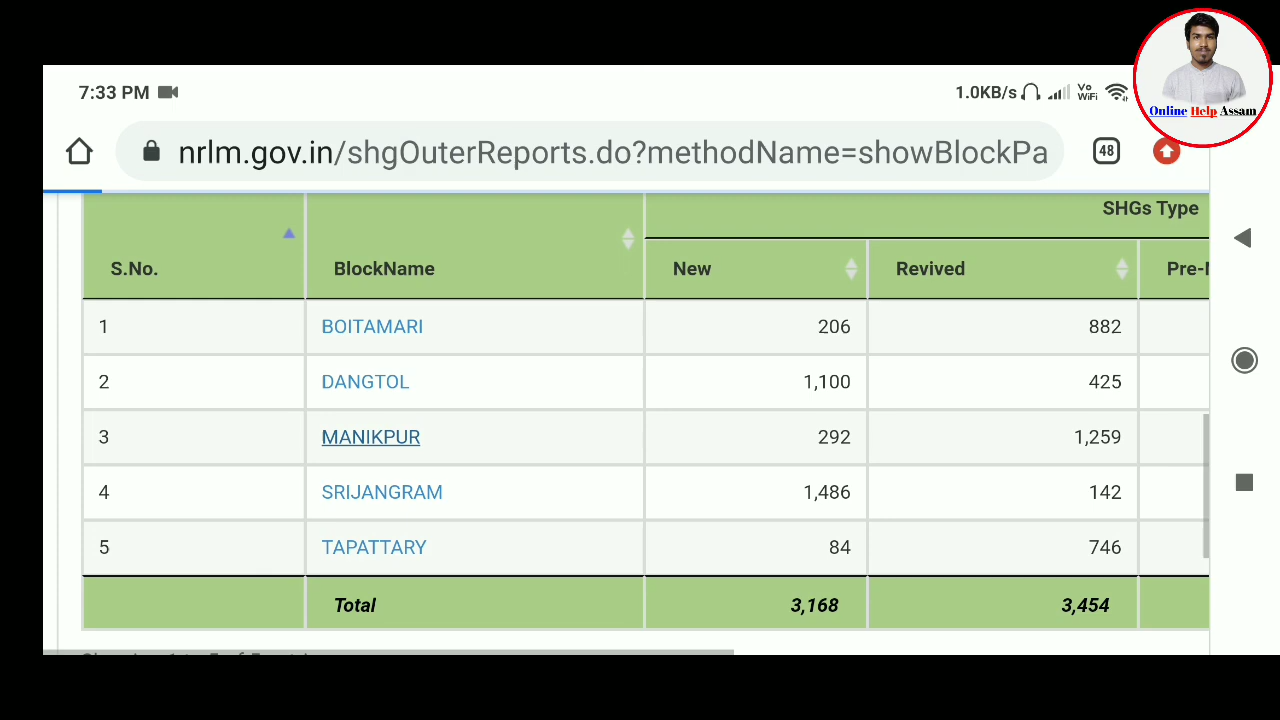 7:33 PM
1.0KB/s
Vo
WiFi
Online Help Assam
nrlm.gov.in/shgOuterReports.do?methodName=showBlockPa
48
SHGs Type
S.No. BlockName New Revived
1 BOITAMARI 206 882
2 DANGTOL 1,100 425
3 MANIKPUR 292 1,259
4 SRIJANGRAM 1,486 142
5 TAPATTARY 84 746
Total 3,168 3,454